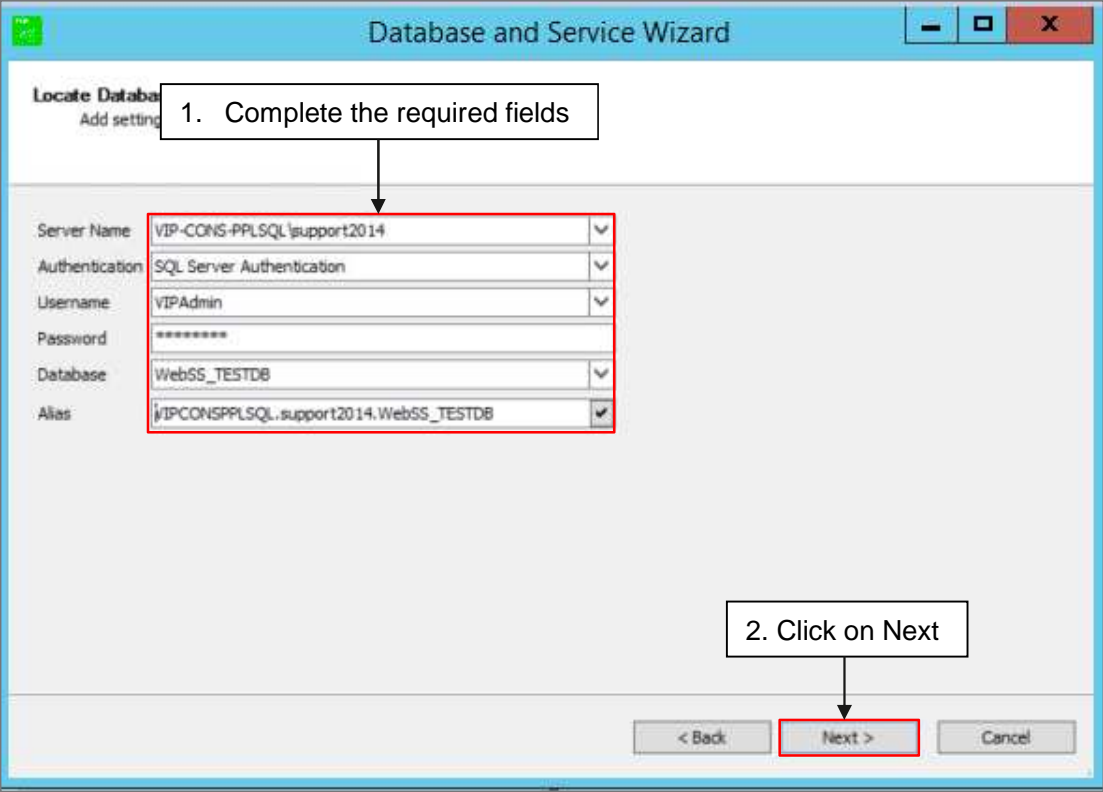 Database and Service Wizard
X
Locate Databa
Add setting
1. Complete the required fields
Server Name VIP-CONS-PPLSQL\support2014
Authentication SQL Server Authentication
Username VIPAdmin
Password ********
Database WebSS_TESTDB
Alias VIPCONSPPLSQL.support2014.WebSS_TESTDB
2. Click on Next
< Back Next > Cancel